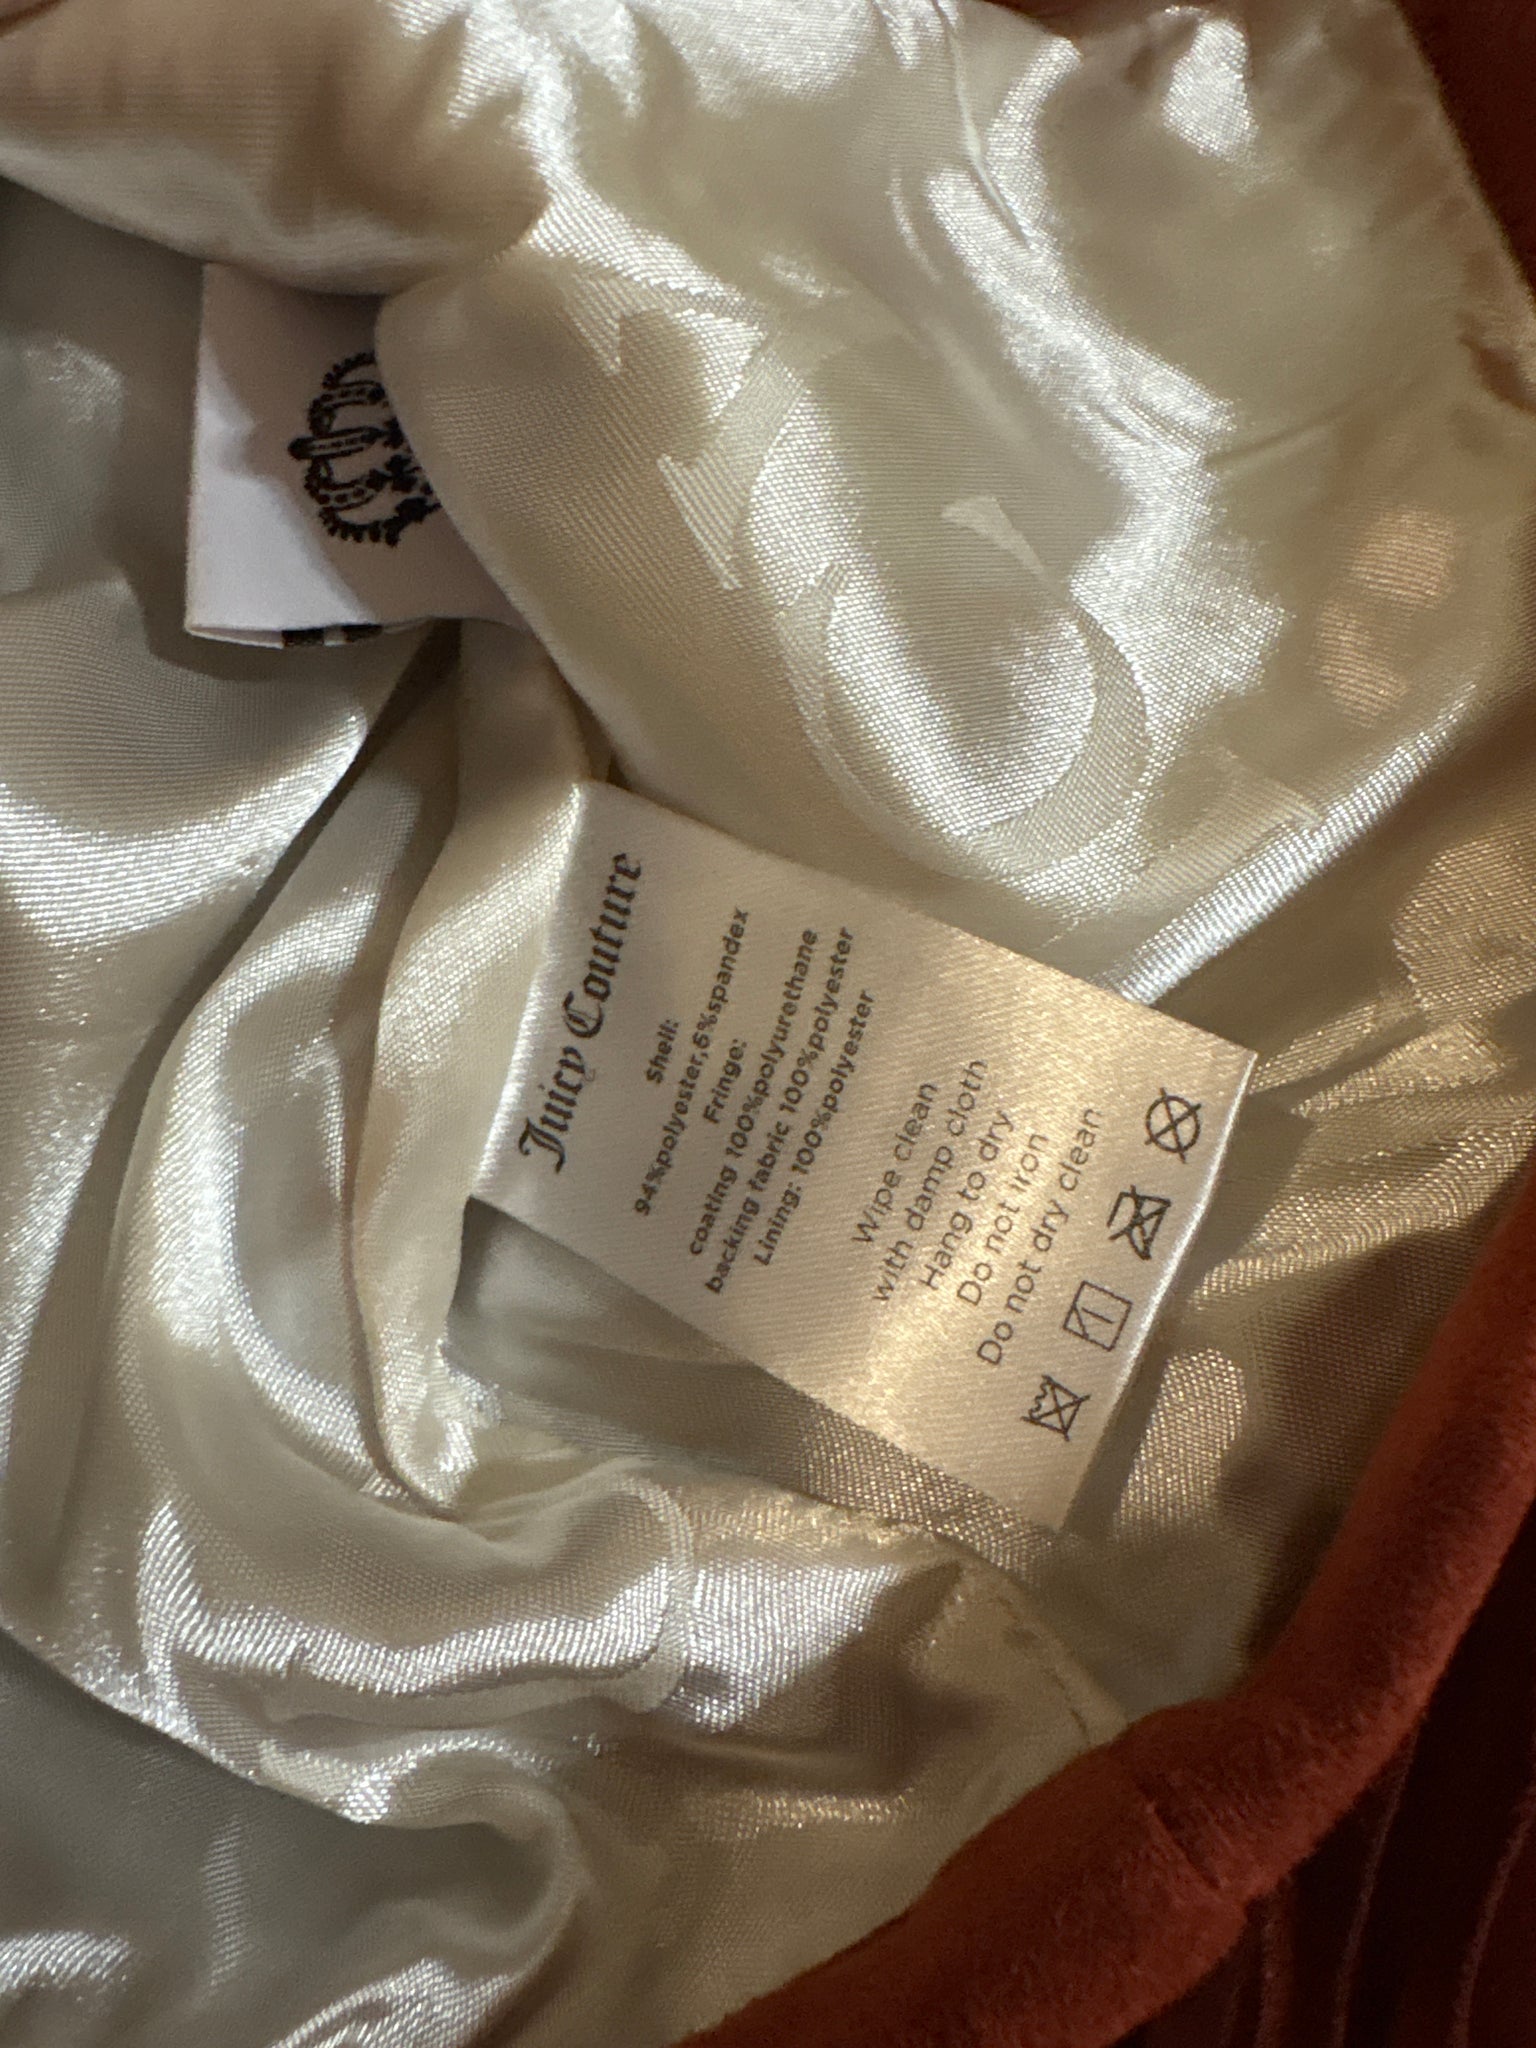 Juicy Couture
Shell:
94%polyester,6%spandex
Fringe:
coating 100%polyurethane
backing fabric 100%polyester
Lining: 100%polyester
Wipe clean
with damp cloth
Hang to dry
Do not iron
Do not dry clean